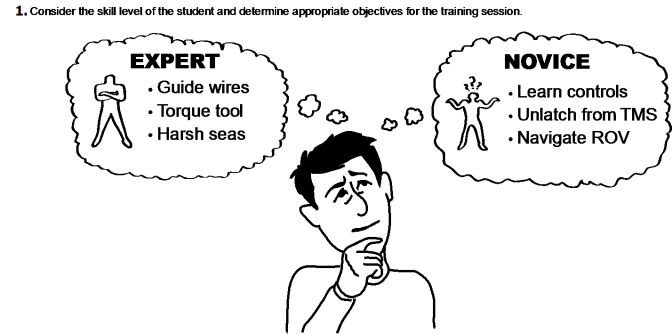 1. Consider the skill level of the student and determine appropriate objectives for the training session.
EXPERT
• Guide wires
• Torque tool
• Harsh seas
NOVICE
• Learn controls
• Unlatch from TMS
• Navigate ROV
???